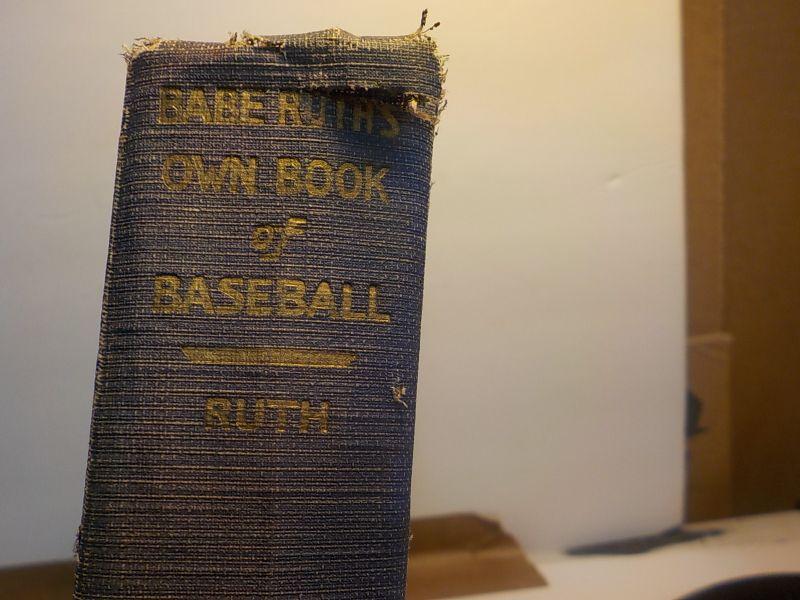 BABE RUTH'S
OWN BOOK
of
BASEBALL
RUTH